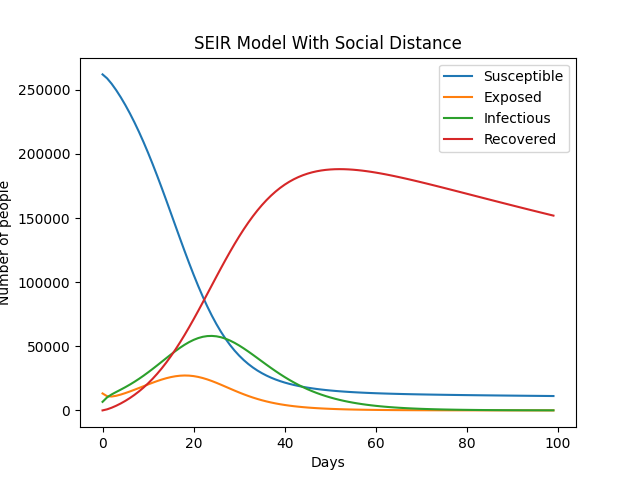 SEIR Model With Social Distance
Number of people
250000
200000
150000
100000
50000
0
Susceptible
Exposed
Infectious
Recovered
0 20 40 60 80 100
Days